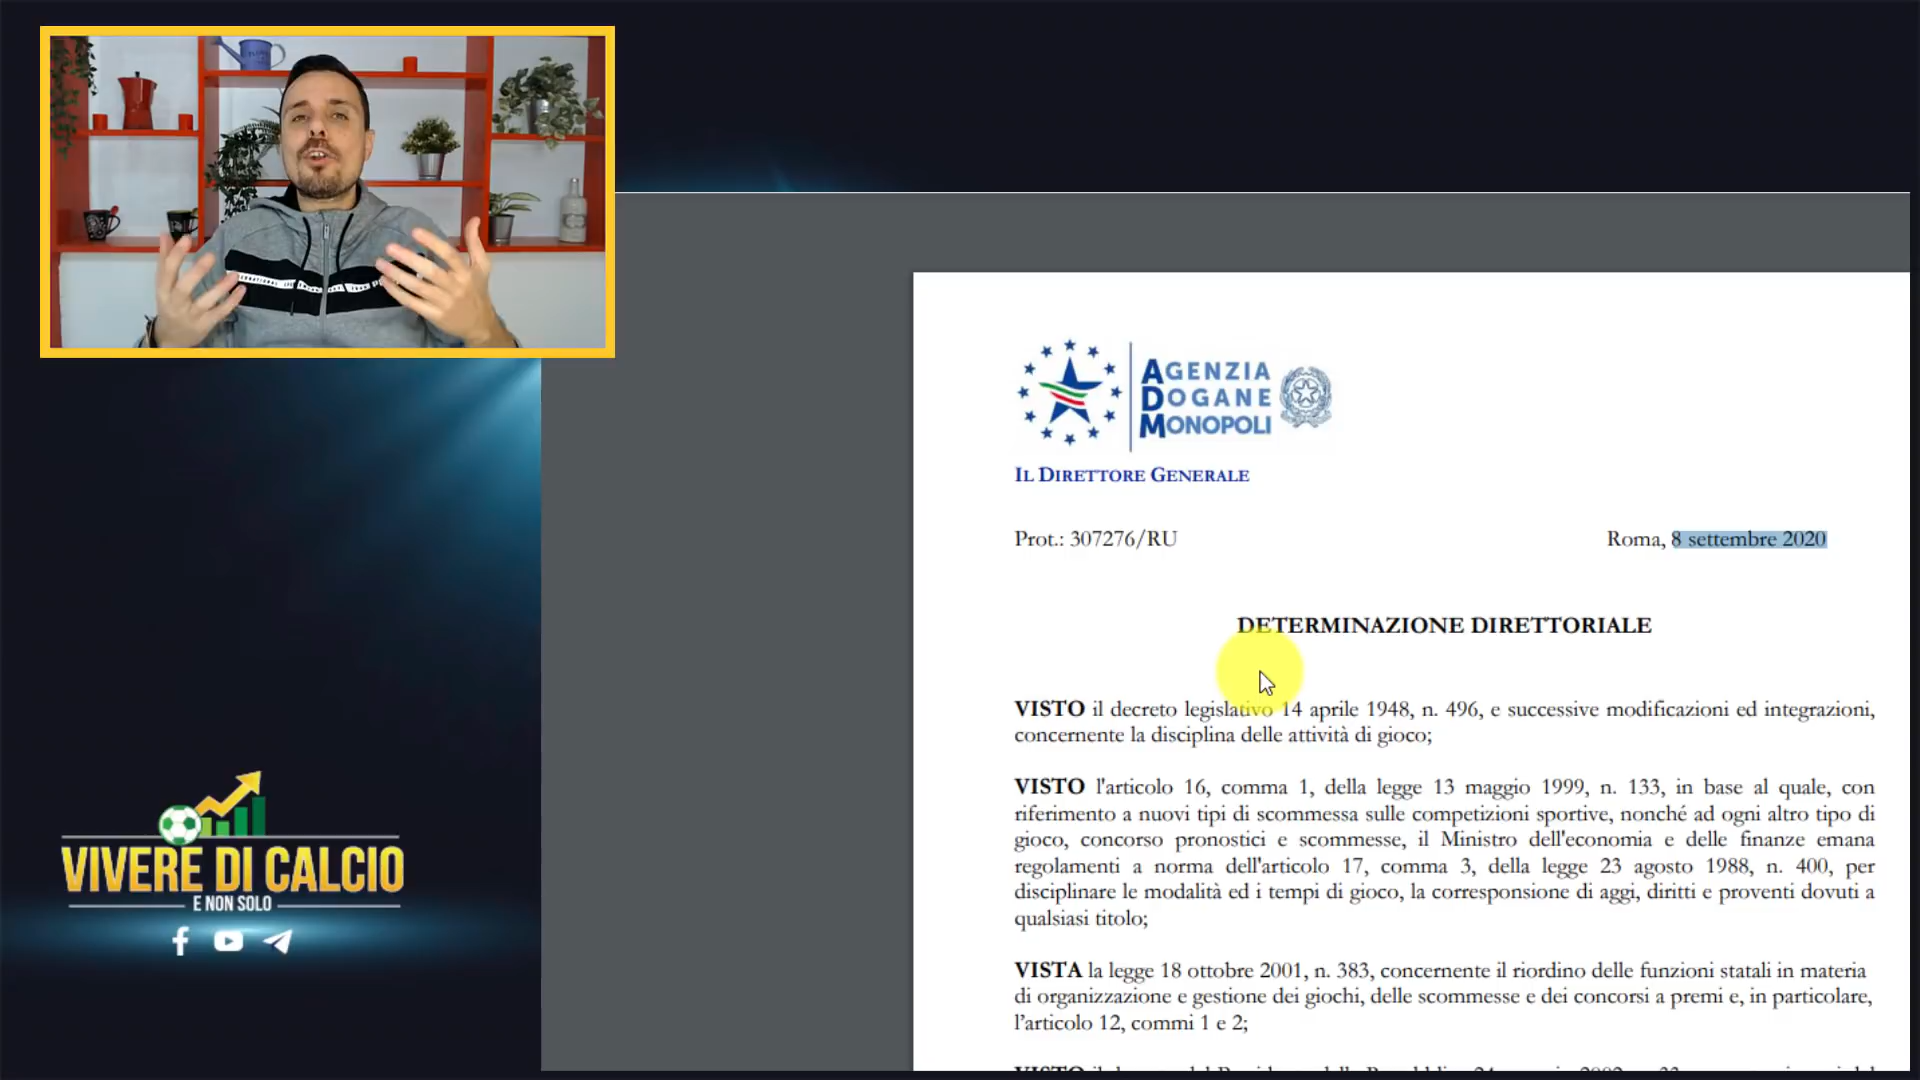 AGENZIA
DOGANE
MONOPOLI
IL DIRETTORE GENERALE
Prot.: 307276/RU
Roma, 8 settembre 2020
DETERMINAZIONE DIRETTORIALE
VISTO il decreto legislativo 14 aprile 1948, n. 496, e successive modificazioni ed integrazioni,
concernente la disciplina delle attività di gioco;
VISTO l'articolo 16, comma 1, della legge 13 maggio 1999, n. 133, in base al quale, con
riferimento a nuovi tipi di scommessa sulle competizioni sportive, nonché ad ogni altro tipo di
gioco, concorso pronostici e scommesse, il Ministro dell'economia e delle finanze emana
regolamenti a norma dell'articolo 17, comma 3, della legge 23 agosto 1988, n. 400, per
disciplinare le modalità ed i tempi di gioco, la corresponsione di aggi, diritti e proventi dovuti a
qualsiasi titolo;
VISTA la legge 18 ottobre 2001, n. 383, concernente il riordino delle funzioni statali in materia
di organizzazione e gestione dei giochi, delle scommesse e dei concorsi a premi e, in particolare,
l'articolo 12, commi 1 e 2;
VIVERE DI CALCIO
E NON SOLO